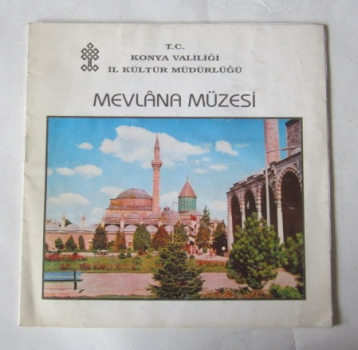 T.C.
KONYA VALİLİĞİ
İL KÜLTÜR MÜDÜRLÜĞÜ
MEVLÂNA MÜZESİ